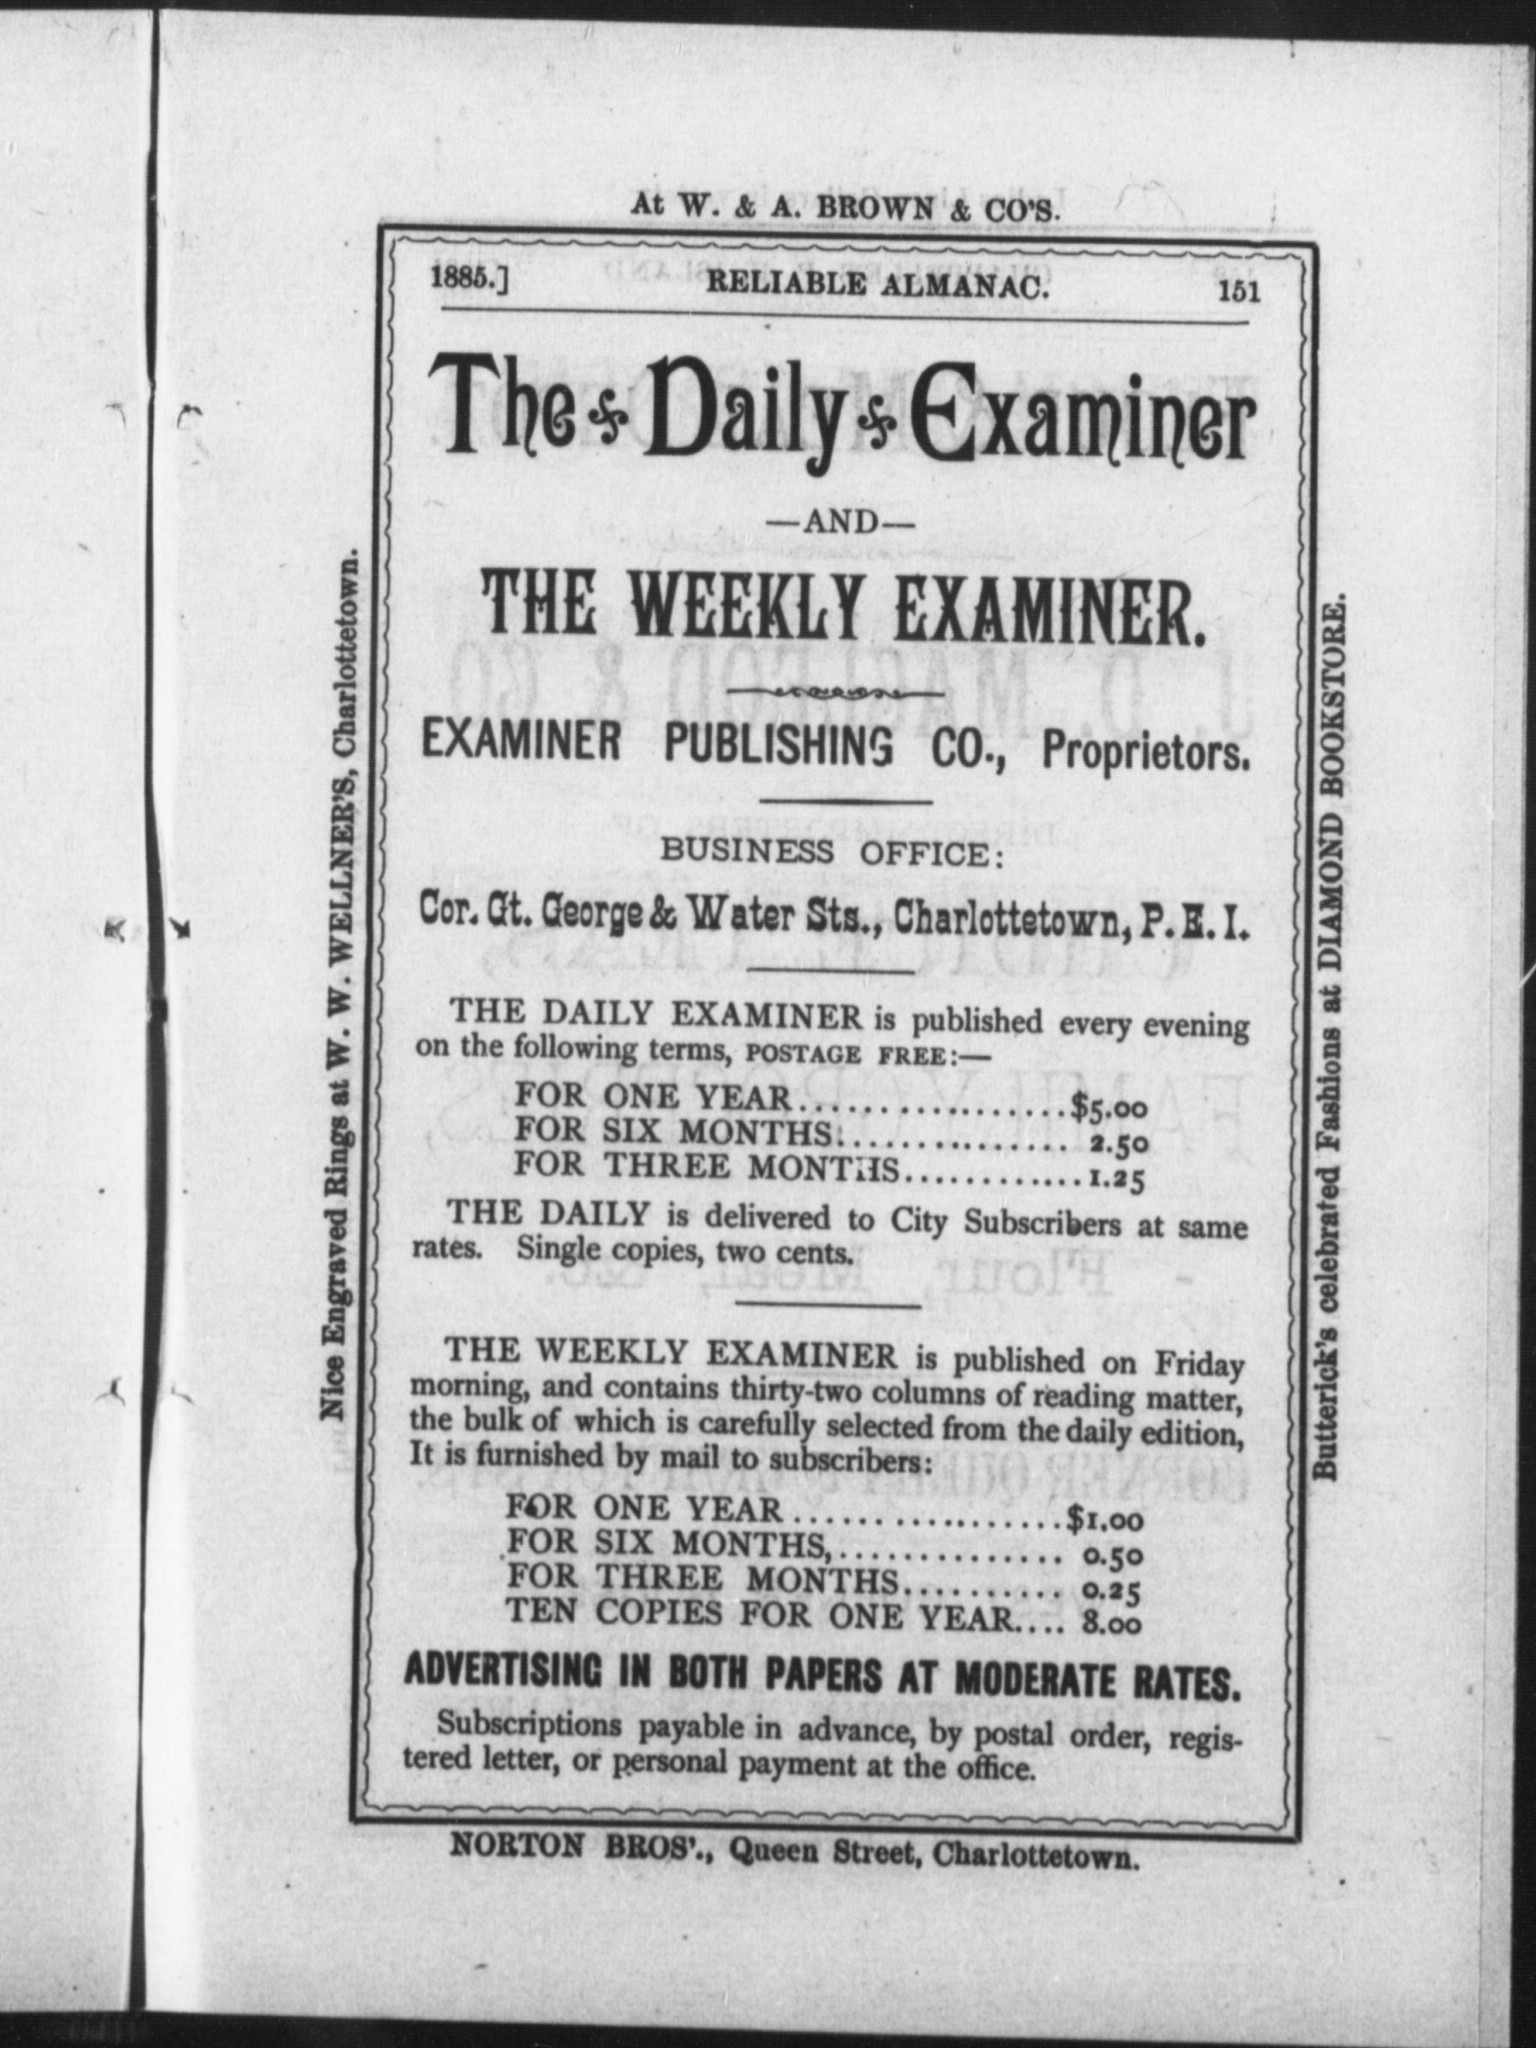 At W. & A. BROWN & CO'S.
1885.] RELIABLE ALMANAC. 151
The Daily Examiner
—AND—
THE WEEKLY EXAMINER.
EXAMINER PUBLISHING CO., Proprietors.
BUSINESS OFFICE:
Cor. Gt. George & Water Sts., Charlottetown, P. E. I.
THE DAILY EXAMINER is published every evening
on the following terms, POSTAGE FREE:—
FOR ONE YEAR....................$5.00
FOR SIX MONTHS.................. 2.50
FOR THREE MONTHS............1.25
THE DAILY is delivered to City Subscribers at same
rates. Single copies, two cents.
THE WEEKLY EXAMINER is published on Friday
morning, and contains thirty-two columns of reading matter,
the bulk of which is carefully selected from the daily edition,
It is furnished by mail to subscribers:
FOR ONE YEAR....................$1.00
FOR SIX MONTHS,............... 0.50
FOR THREE MONTHS........... 0.25
TEN COPIES FOR ONE YEAR.... 8.00
ADVERTISING IN BOTH PAPERS AT MODERATE RATES.
Subscriptions payable in advance, by postal order, regis-
tered letter, or personal payment at the office.
NORTON BROS'., Queen Street, Charlottetown.
Nice Engraved Rings at W. W. WELLNER'S, Charlottetown.
Butterick's celebrated Fashions at DIAMOND BOOKSTORE.